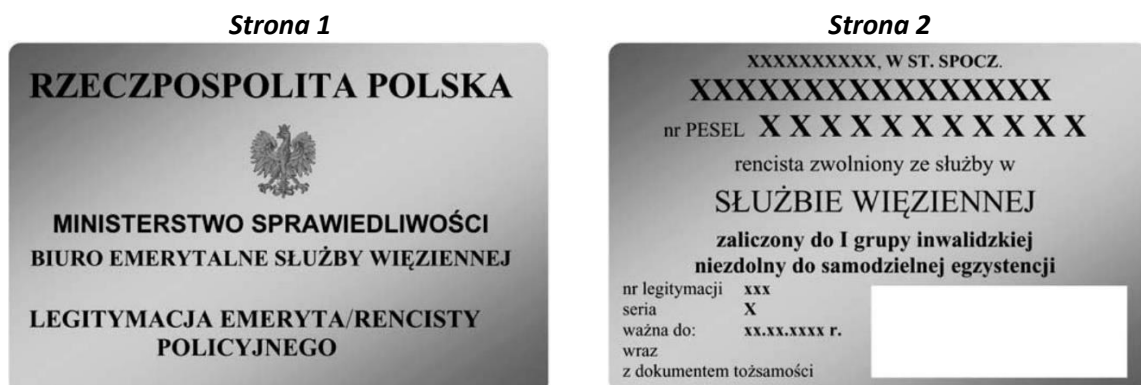 Strona 1
RZECZPOSPOLITA POLSKA
MINISTERSTWO SPRAWIEDLIWOŚCI
BIURO EMERYTALNE SŁUŻBY WIĘZIENNEJ
LEGITYMACJA EMERYTA/RENCISTY
POLICYJNEGO
Strona 2
XXXXXXXXXX, W ST. SPOCZ.
XXXXXXXXXXXXXXXX
nr PESEL X X X X X X X X X X X
rencista zwolniony ze służby w
SŁUŻBIE WIĘZIENNEJ
zaliczony do I grupy inwalidzkiej
niezdolny do samodzielnej egzystencji
nr legitymacji xxx
seria X
ważna do: xx.xx.xxxx r.
wraz
z dokumentem tożsamości